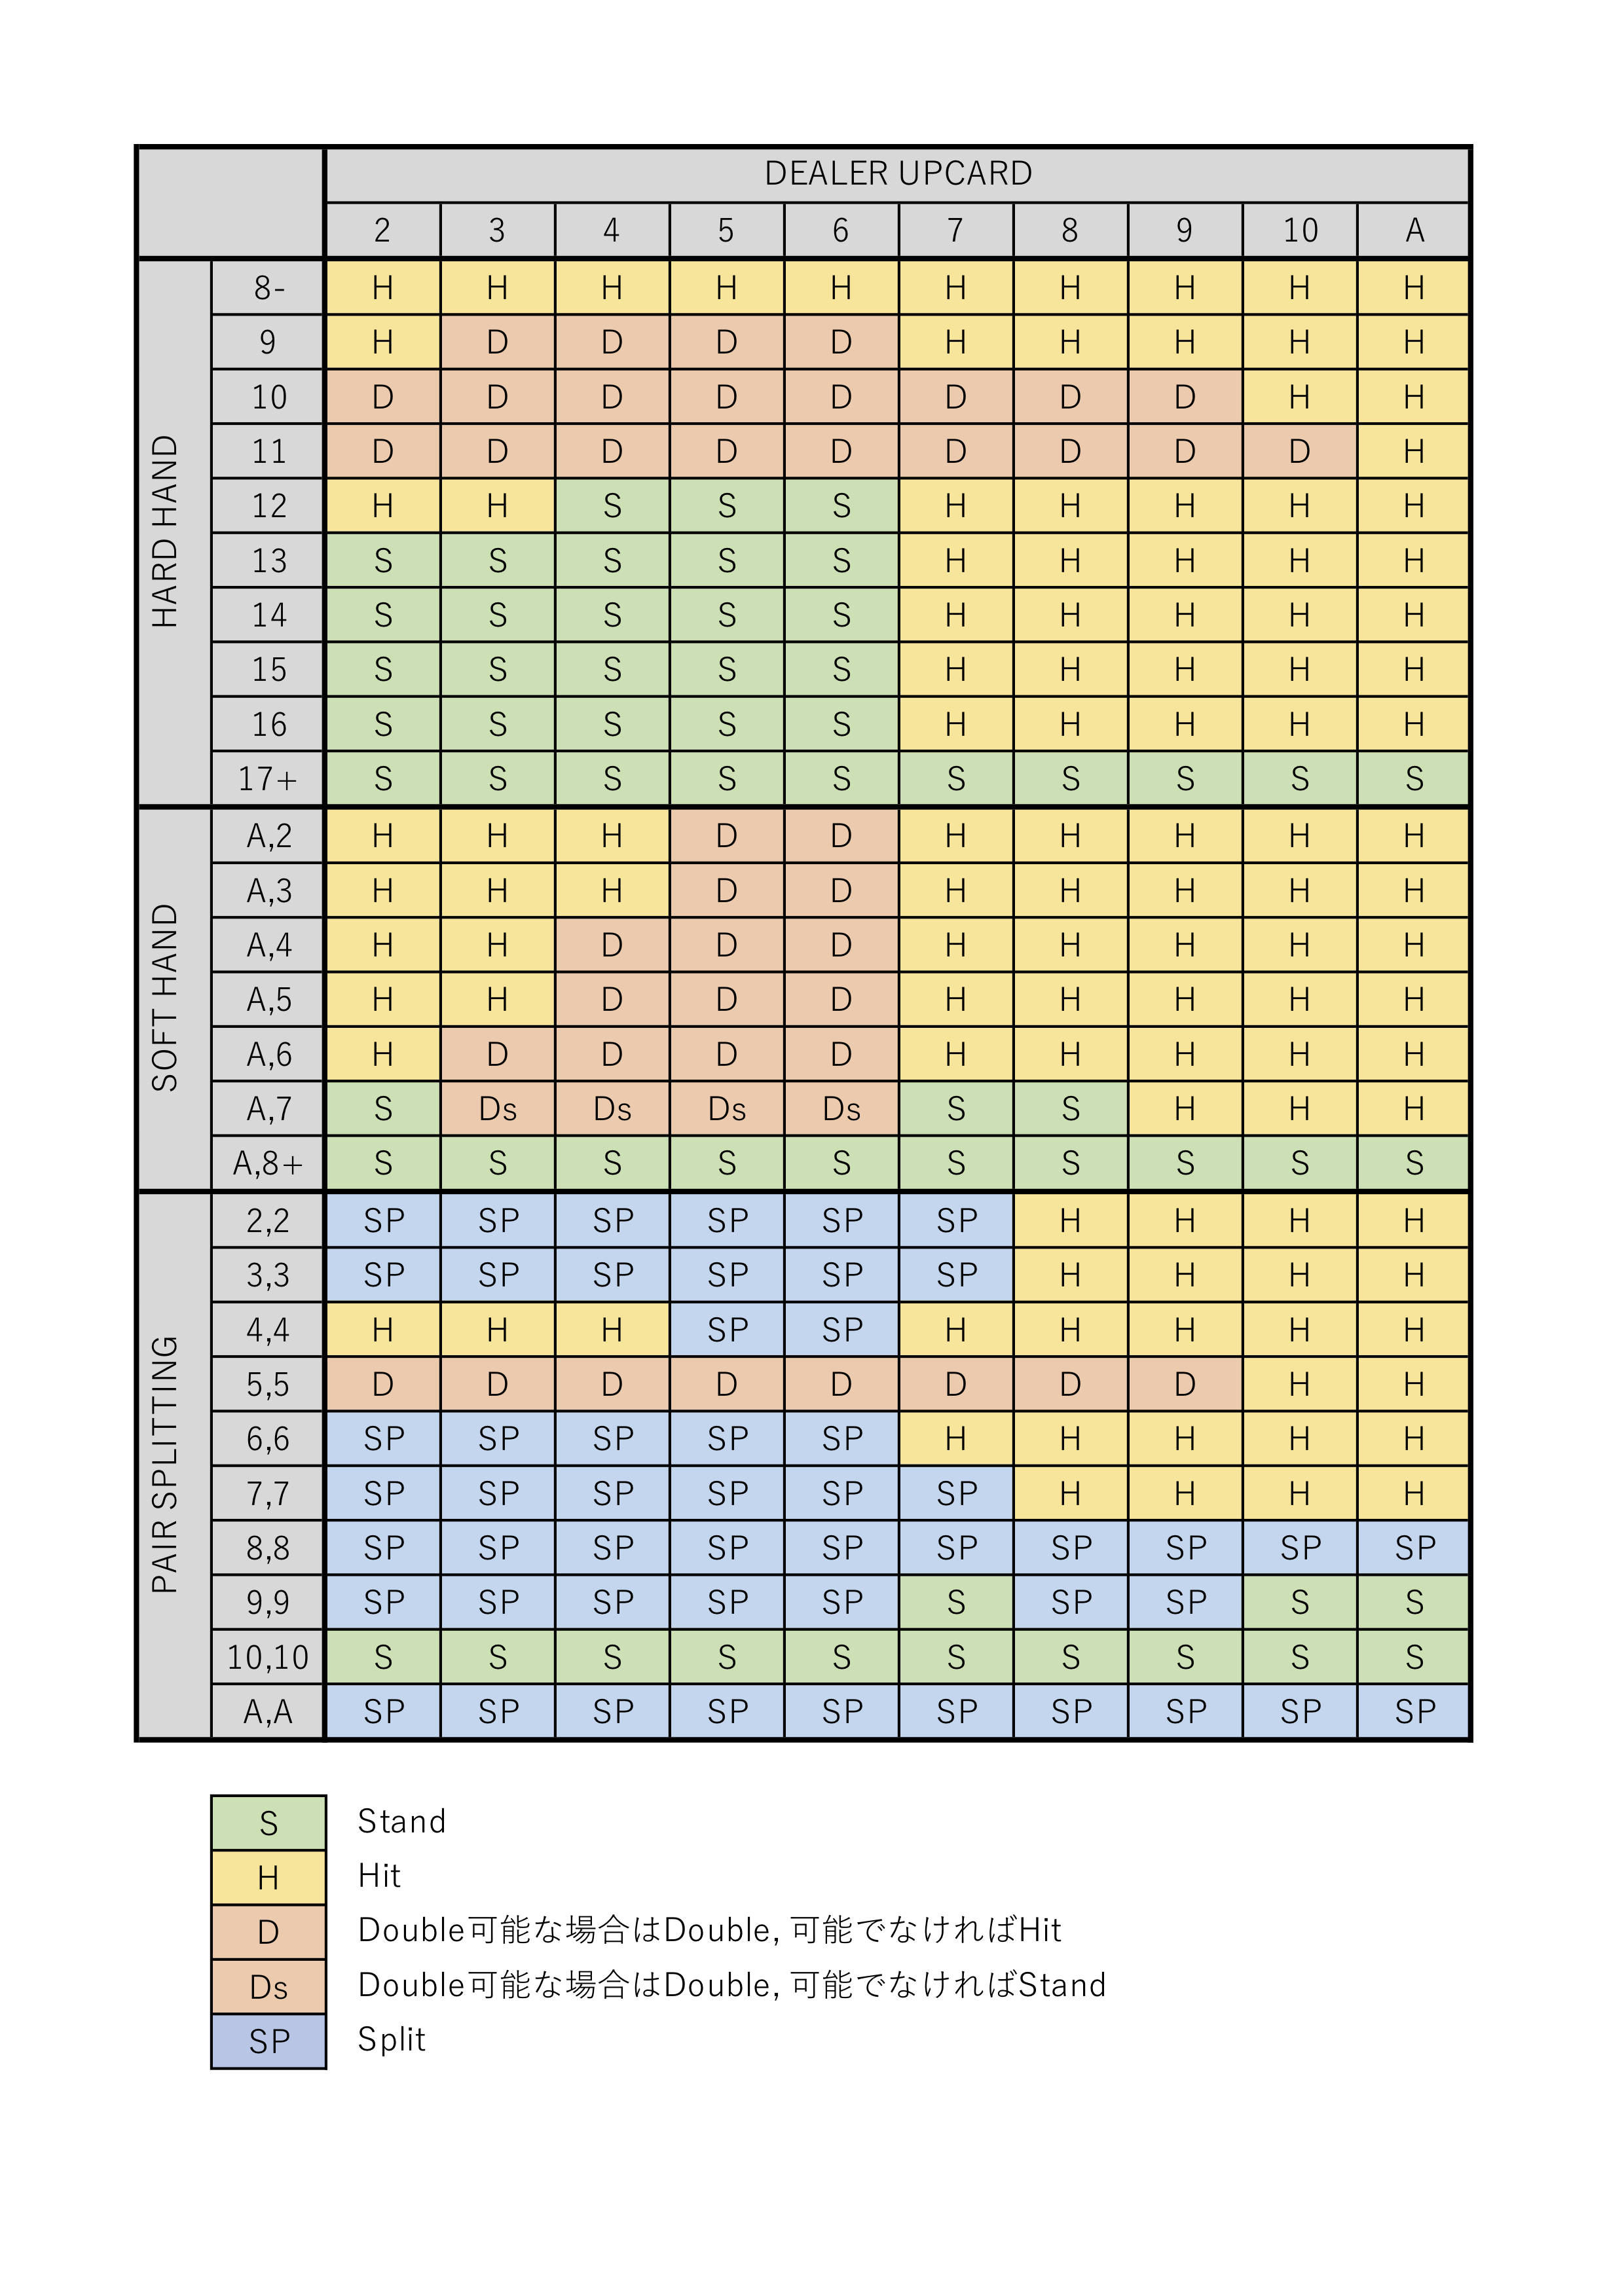 DEALER UPCARD
2 3 4 5 6 7 8 9 10 A
HARD HAND
8- H H H H H H H H H H
9 H D D D D H H H H H
10 D D D D D D D D H H
11 D D D D D D D D D H
12 H H S S S H H H H H
13 S S S S S H H H H H
14 S S S S S H H H H H
15 S S S S S H H H H H
16 S S S S S H H H H H
17+ S S S S S S S S S S
SOFT HAND
A,2 H H H D D H H H H H
A,3 H H H D D H H H H H
A,4 H H D D D H H H H H
A,5 H H D D D H H H H H
A,6 H D D D D H H H H H
A,7 S Ds Ds Ds Ds S S H H H
A,8+ S S S S S S S S S S
PAIR SPLITTING
2,2 SP SP SP SP SP SP H H H H
3,3 SP SP SP SP SP SP H H H H
4,4 H H H SP SP H H H H H
5,5 D D D D D D D D H H
6,6 SP SP SP SP SP H H H H H
7,7 SP SP SP SP SP SP H H H H
8,8 SP SP SP SP SP SP SP SP SP SP
9,9 SP SP SP SP SP S SP SP S S
10,10 S S S S S S S S S S
A,A SP SP SP SP SP SP SP SP SP SP
S Stand
H Hit
D Double可能な場合はDouble, 可能でなければHit
Ds Double可能な場合はDouble, 可能でなければStand
SP Split